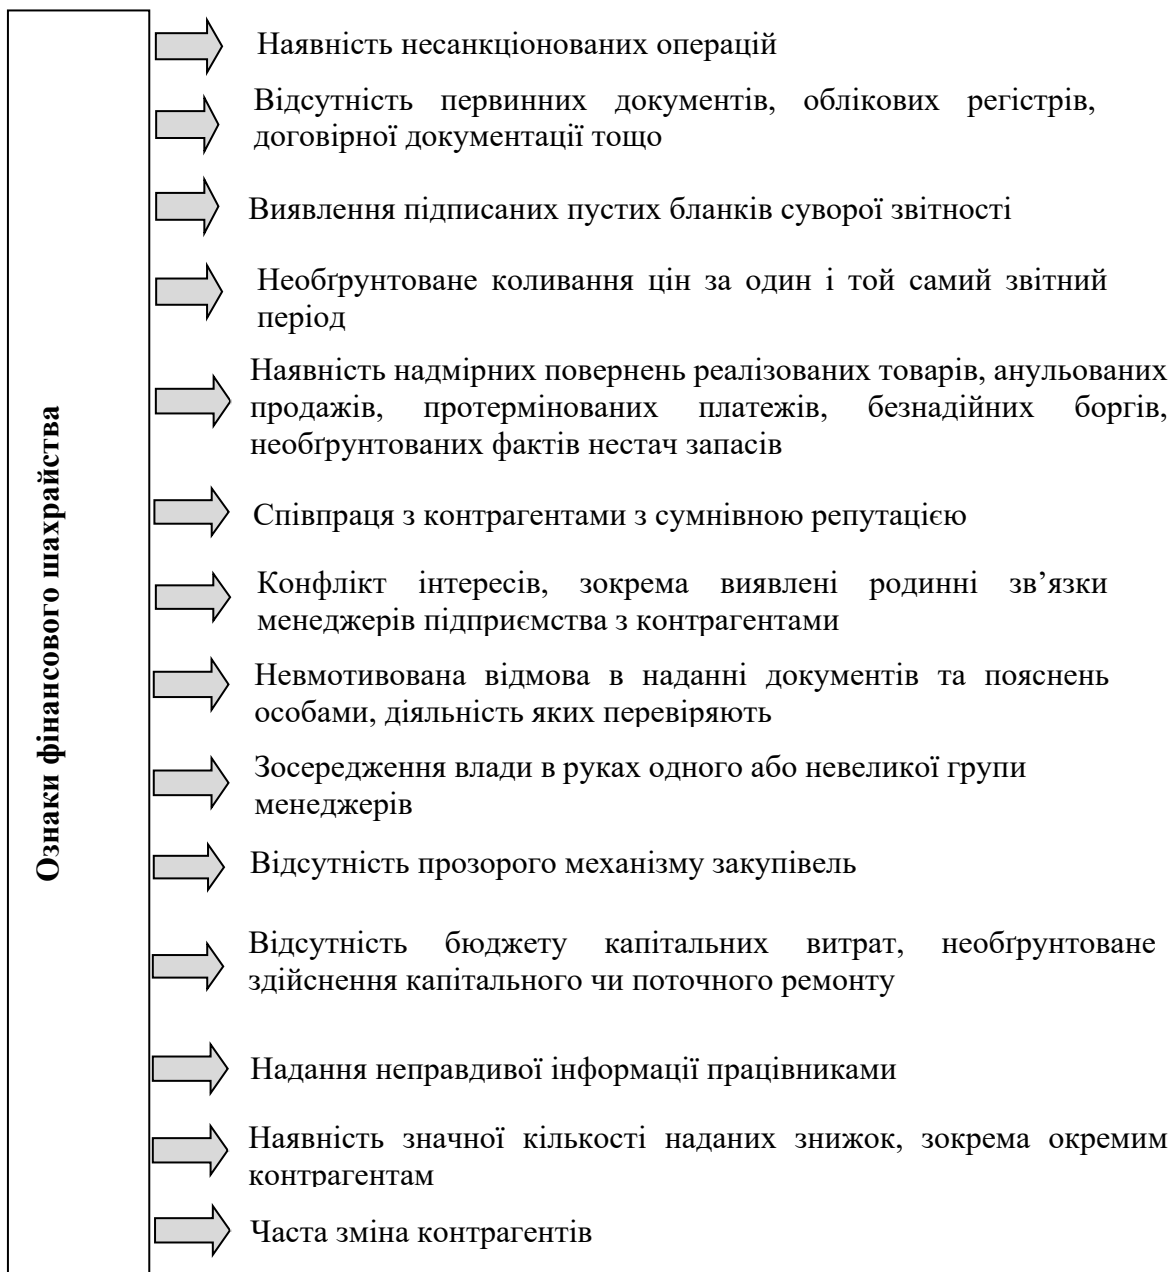 Ознаки фінансового шахрайства
Наявність несанкціонованих операцій
Відсутність первинних документів, облікових регістрів,
договірної документації тощо
Виявлення підписаних пустих бланків суворої звітності
Необґрунтоване коливання цін за один і той самий звітний
період
Наявність надмірних повернень реалізованих товарів, анульованих
продажів, протермінованих платежів, безнадійних боргів,
необґрунтованих фактів нестач запасів
Співпраця з контрагентами з сумнівною репутацією
Конфлікт інтересів, зокрема виявлені родинні зв’язки
менеджерів підприємства з контрагентами
Невмотивована відмова в наданні документів та пояснень
особами, діяльність яких перевіряють
Зосередження влади в руках одного або невеликої групи
менеджерів
Відсутність прозорого механізму закупівель
Відсутність бюджету капітальних витрат, необґрунтоване
здійснення капітального чи поточного ремонту
Надання неправдивої інформації працівниками
Наявність значної кількості наданих знижок, зокрема окремим
контрагентам
Часта зміна контрагентів